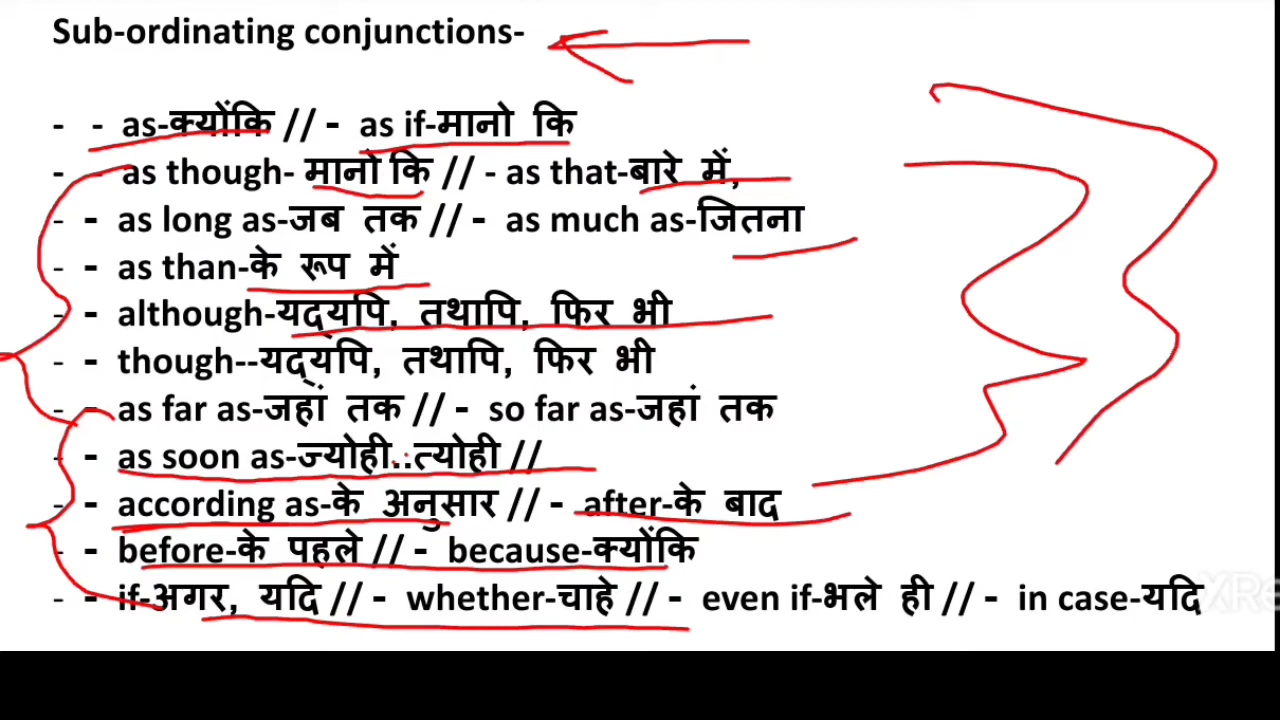 Sub-ordinating conjunctions-
- - as-क्योंकि // - as if-मानो कि
- - as though- मानो कि // - as that-बारे में,
- - as long as-जब तक // - as much as-जितना
- - as than-के रूप में
- - although-यद्यपि, तथापि, फिर भी
- - though--यद्यपि, तथापि, फिर भी
- - as far as-जहां तक // - so far as-जहां तक
- - as soon as-ज्योही..त्योही //
- - according as-के अनुसार // - after-के बाद
- - before-के पहले // - because-क्योंकि
- - if-अगर, यदि // - whether-चाहे // - even if-भले ही // - in case-यदि